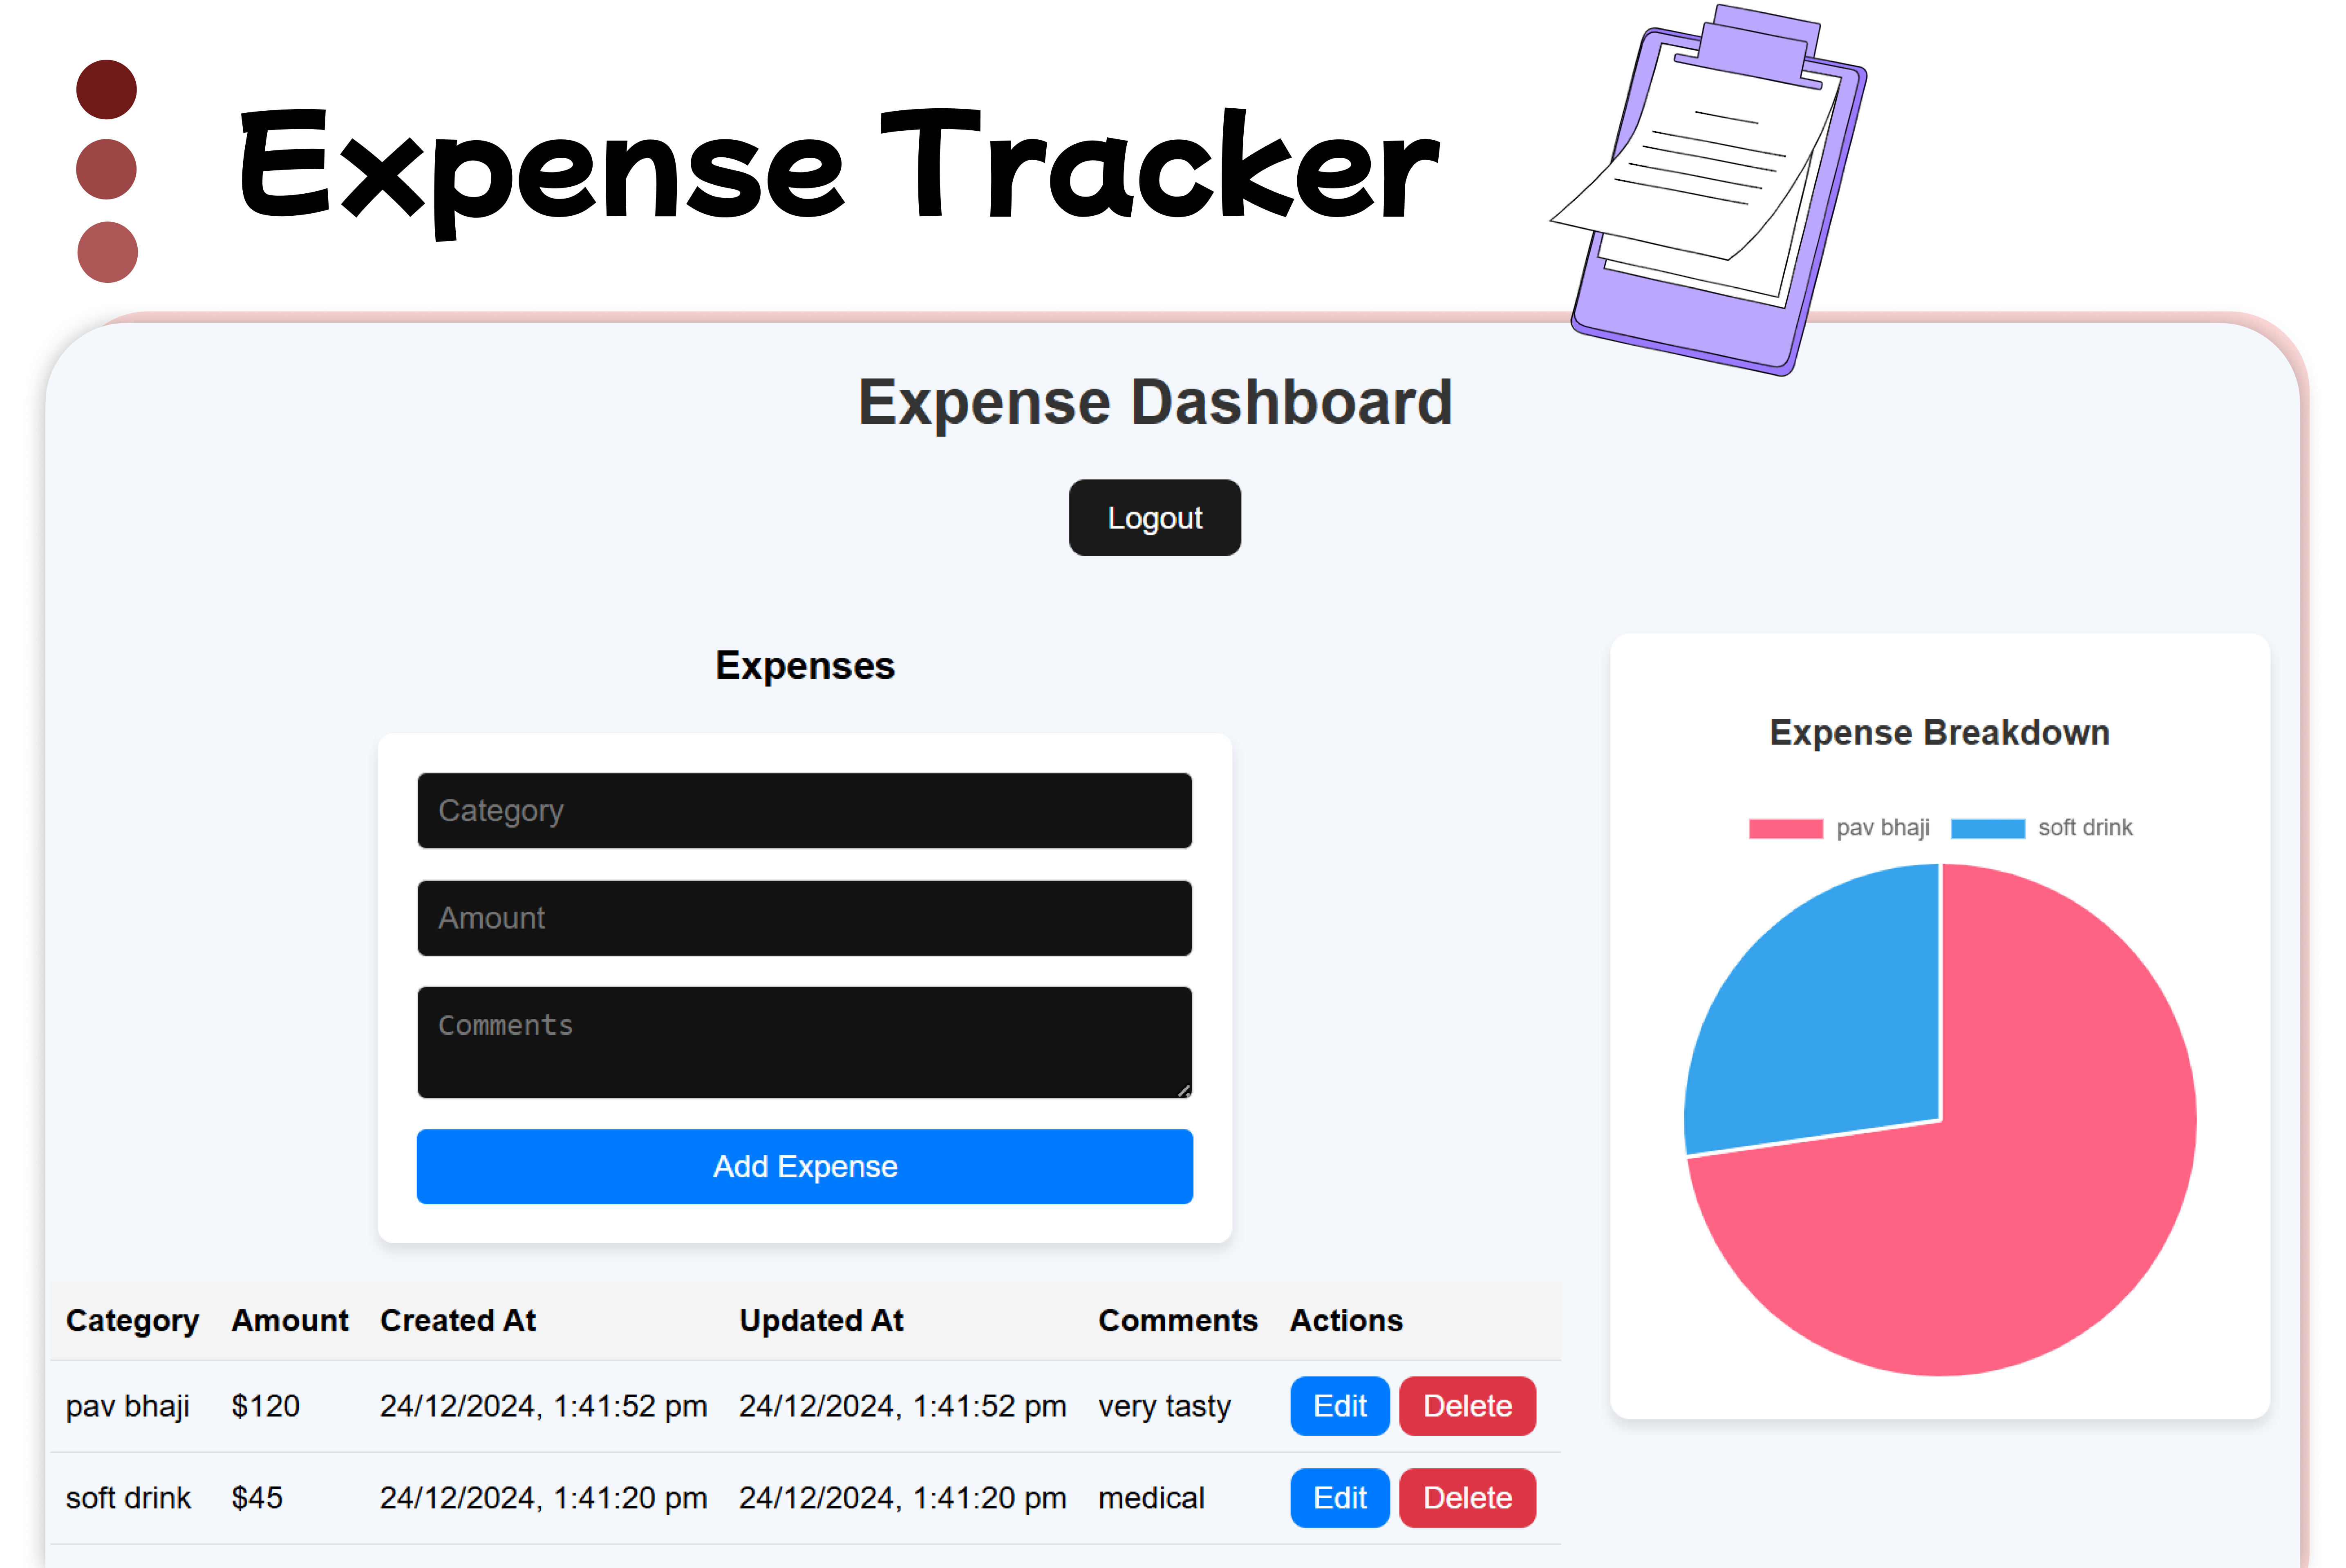 Expense Tracker
Expense Dashboard
Logout
Expenses
Category
Amount
Comments
Add Expense
Category Amount Created At Updated At Comments Actions
pav bhaji $120 24/12/2024, 1:41:52 pm 24/12/2024, 1:41:52 pm very tasty Edit Delete
soft drink $45 24/12/2024, 1:41:20 pm 24/12/2024, 1:41:20 pm medical Edit Delete
Expense Breakdown
pav bhaji soft drink